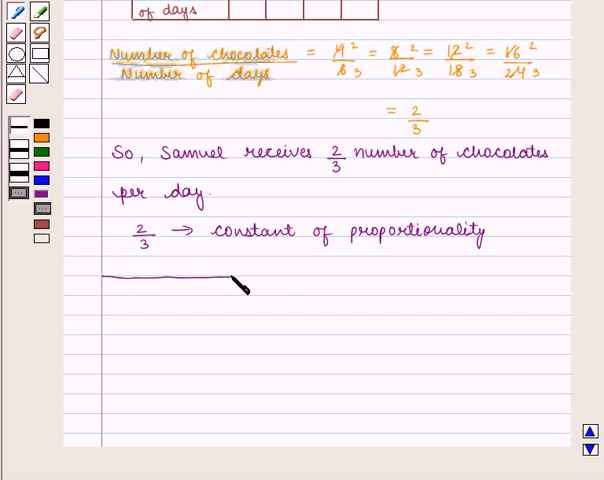 of days
Number of chocolates / Number of days = 4 2 / 6 3 = 8 2 / 12 3 = 12 2 / 18 3 = 16 2 / 24 3
= 2/3
So, Samuel receives 2/3 number of chocolates
per day.
2/3 → constant of proportionality